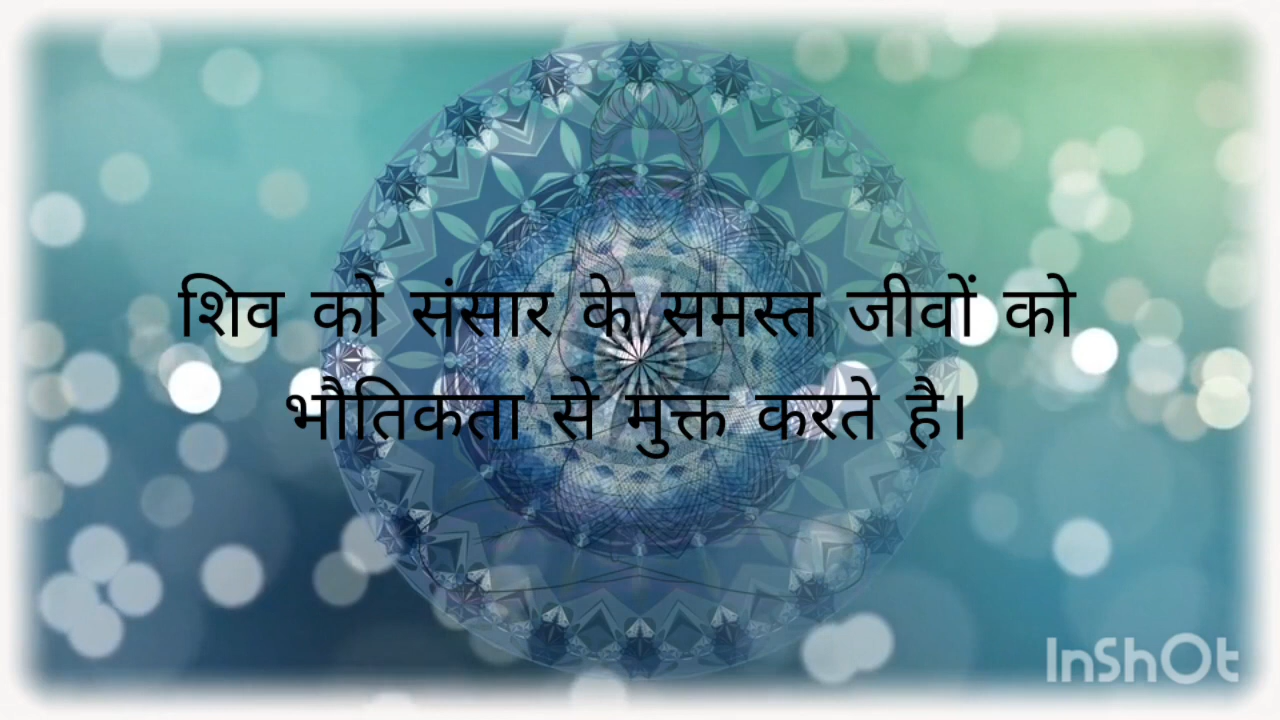 शिव को संसार के समस्त जीवों को
भौतिकता से मुक्त करते है।
InShOt